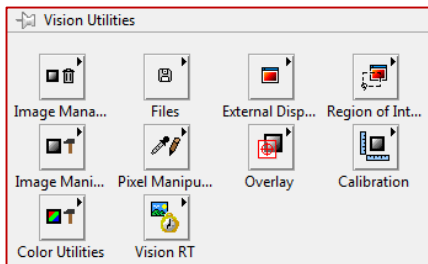 Vision Utilities
Image Mana...
Files
External Disp...
Region of Int...
Image Mani...
Pixel Manipu...
Overlay
Calibration
Color Utilities
Vision RT